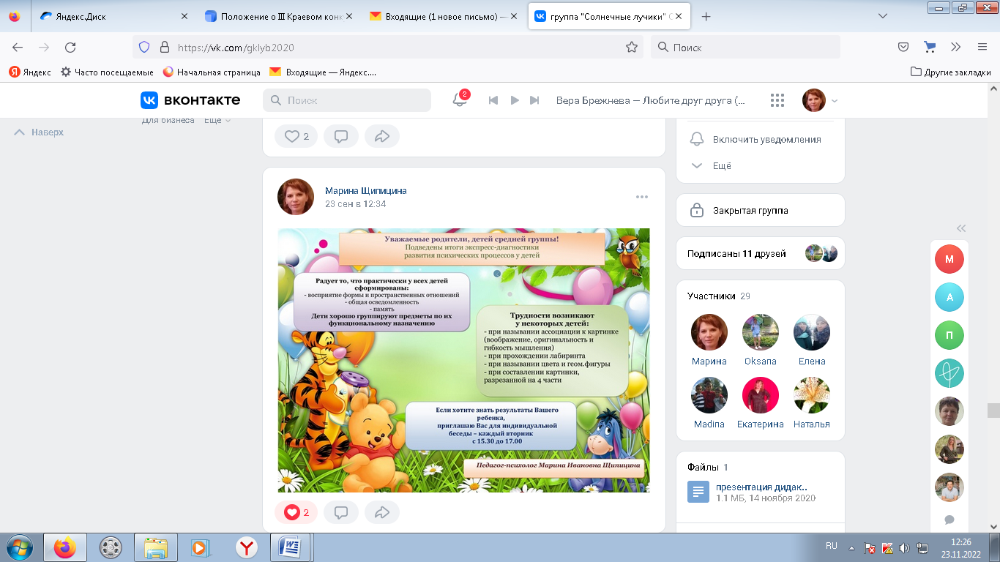 Яндекс.Диск
Положение о III Краевом конк
Входящие (1 новое письмо) —
группа "Солнечные лучики" С
https://vk.com/gklyb2020
Поиск
Яндекс
Часто посещаемые
Начальная страница
Входящие — Яндекс....
Другие закладки
вконтакте
Поиск
2
Вера Брежнева – Любите друг друга (...
Для бизнеса Ещё
Наверх
2
Включить уведомления
Ещё
Марина Щипицина
23 сен в 12:34
Закрытая группа
Подписаны 11 друзей
Уважаемые родители, детей средней группы!
Подведены итоги экспресс-диагностики
развития психических процессов у детей
Радует то, что практически у всех детей
сформированы:
- восприятие формы и пространственных отношений
- общая осведомленность
- память
Дети хорошо группируют предметы по их
функциональному назначению
Трудности возникают
у некоторых детей:
- при назывании ассоциации к картинке
(воображение, оригинальность и
гибкость мышления)
- при прохождении лабиринта
- при назывании цвета и геом.фигуры
- при составлении картинки,
разрезанной на 4 части
Если хотите знать результаты Вашего
ребенка,
приглашаю Вас для индивидуальной
беседы – каждый вторник
с 15.30 до 17.00
Педагог-психолог Марина Ивановна Щипицина
2
Участники 29
Марина
Oksana
Елена
Madina
Екатерина
Наталья
Файлы 1
презентация дидак..
1.1 МБ, 14 ноября 2020
М
А
П
RU
12:26
23.11.2022